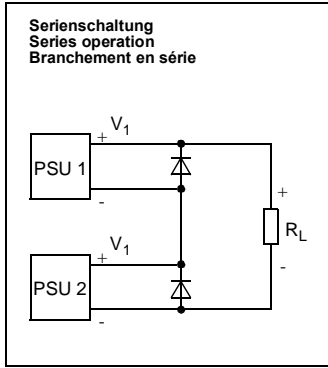 Serienschaltung
Series operation
Branchement en série
V1
+
PSU 1
-
+
RL
-
V1
+
PSU 2
-